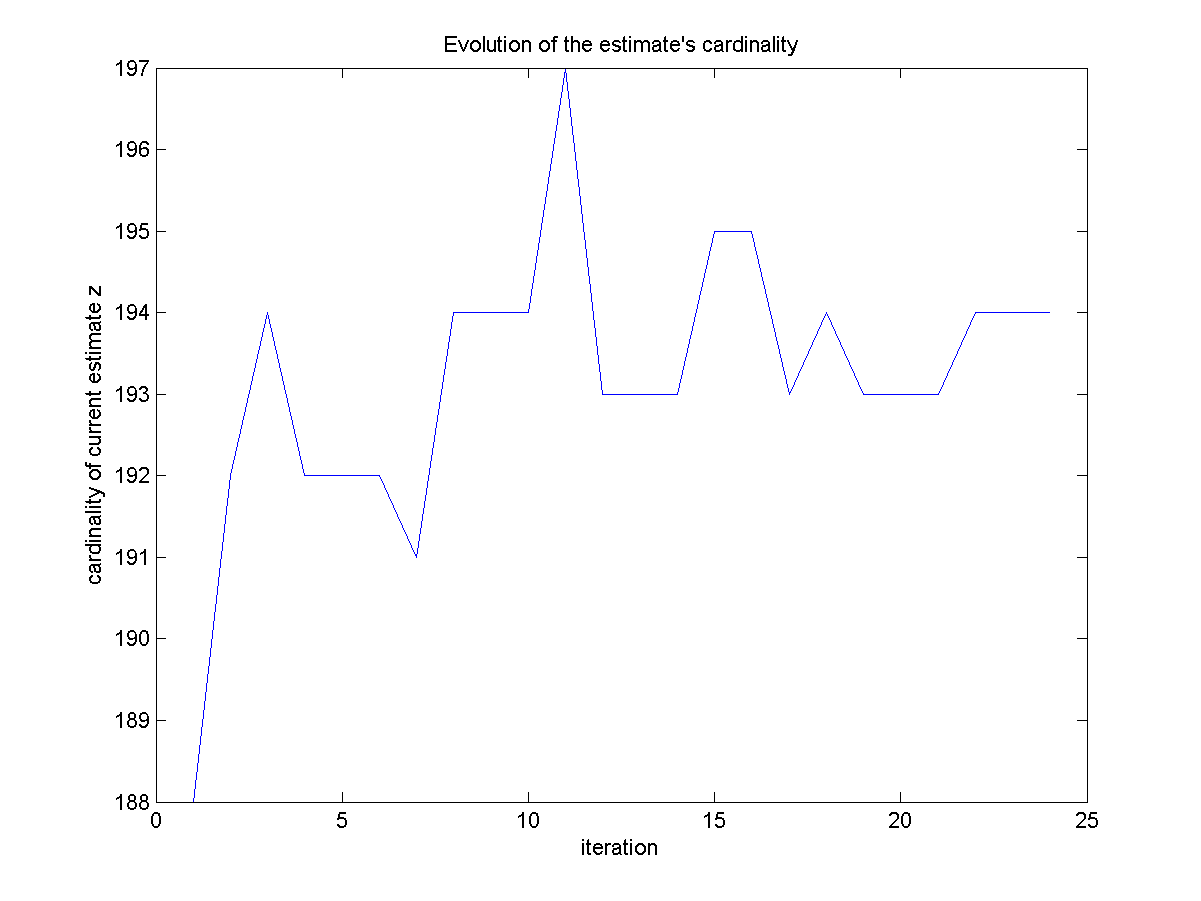 Evolution of the estimate's cardinality
197
196
195
194
193
192
191
190
189
188
cardinality of current estimate z
0 5 10 15 20 25
iteration